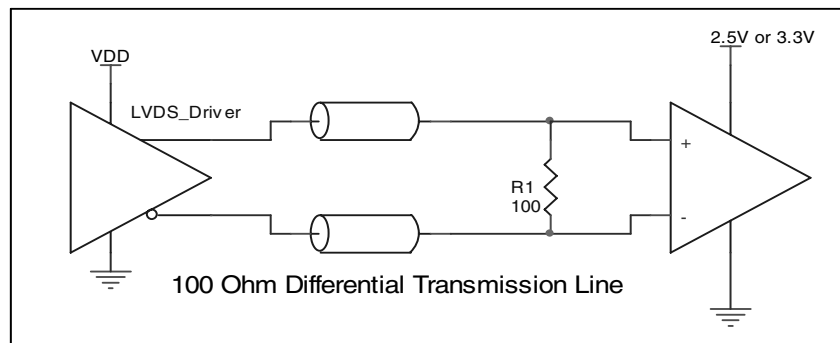 2.5V or 3.3V
VDD
LVDS_Driver
+
R1
100
-
100 Ohm Differential Transmission Line